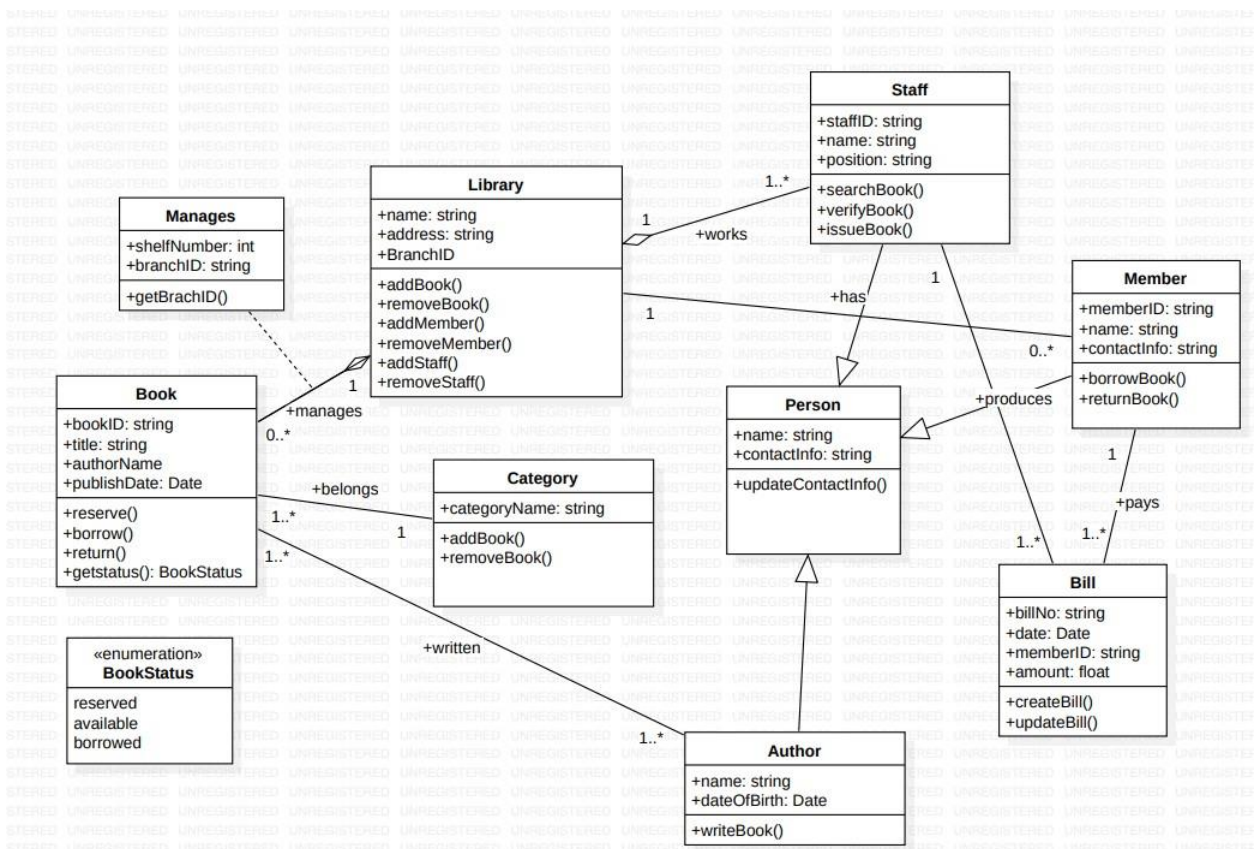 Staff
+staffID: string
+name: string
+position: string
+searchBook()
+verifyBook()
+issueBook()
Library
+name: string
+address: string
+BranchID
+addBook()
+removeBook()
+addMember()
+removeMember()
+addStaff()
+removeStaff()
1..*
1
+works
Manages
+shelfNumber: int
+branchID: string
+getBrachID()
Member
+memberID: string
+name: string
+contactInfo: string
+borrowBook()
+returnBook()
+has
1
1
0..*
Book
+bookID: string
+title: string
+authorName
+publishDate: Date
+reserve()
+borrow()
+return()
+getstatus(): BookStatus
1
+manages
0..*
Person
+name: string
+contactInfo: string
+updateContactInfo()
+produces
Category
+categoryName: string
+addBook()
+removeBook()
+belongs
1..*
1
1..*
1
+pays
1..*
1..*
Bill
+billNo: string
+date: Date
+memberID: string
+amount: float
+createBill()
+updateBill()
«enumeration»
BookStatus
reserved
available
borrowed
+written
1..*
Author
+name: string
+dateOfBirth: Date
+writeBook()
UNREGISTERED